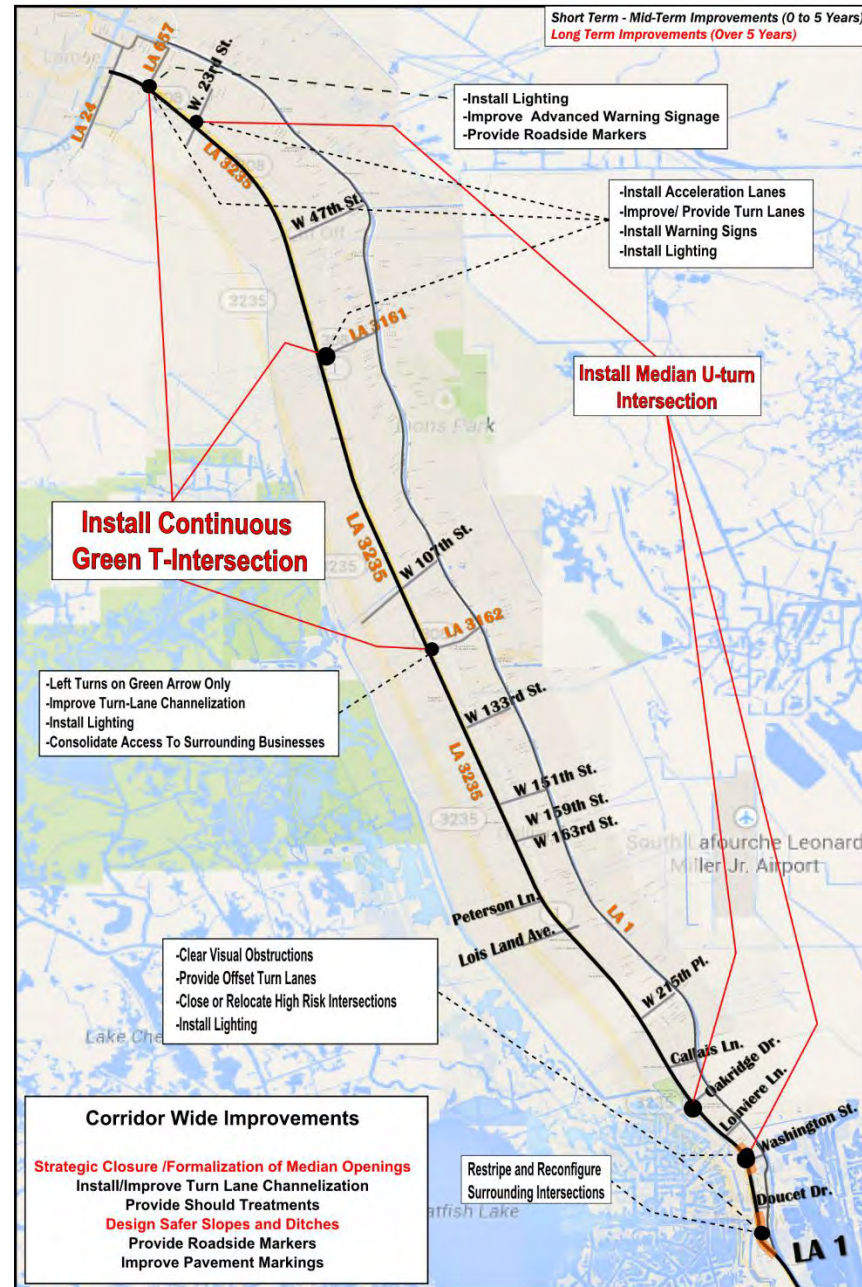 Short Term - Mid-Term Improvements (0 to 5 Years)
Long Term Improvements (Over 5 Years)
LA 657
W. 23rd St.
LA 24
LA 3235
-Install Lighting
-Improve Advanced Warning Signage
-Provide Roadside Markers
-Install Acceleration Lanes
-Improve/ Provide Turn Lanes
-Install Warning Signs
-Install Lighting
W 47th St.
3235
LA 3161
Install Median U-turn
Intersection
Lions Park
Install Continuous
Green T-Intersection
LA 3235
W 107th St.
3235
LA 3162
-Left Turns on Green Arrow Only
-Improve Turn-Lane Channelization
-Install Lighting
-Consolidate Access To Surrounding Businesses
W 133rd St.
LA 3235
W 151th St.
W 159th St.
W 163rd St.
3235
South Lafourche Leonard
Miller Jr. Airport
Peterson Ln.
Lois Land Ave.
LA 1
W 215th Pl.
-Clear Visual Obstructions
-Provide Offset Turn Lanes
-Close or Relocate High Risk Intersections
-Install Lighting
Callais Ln.
Oakridge Dr.
Louviere Ln.
3235
Washington St.
Doucet Dr.
LA 1
Restripe and Reconfigure
Surrounding Intersections
Corridor Wide Improvements
Strategic Closure /Formalization of Median Openings
Install/Improve Turn Lane Channelization
Provide Should Treatments
Design Safer Slopes and Ditches
Provide Roadside Markers
Improve Pavement Markings